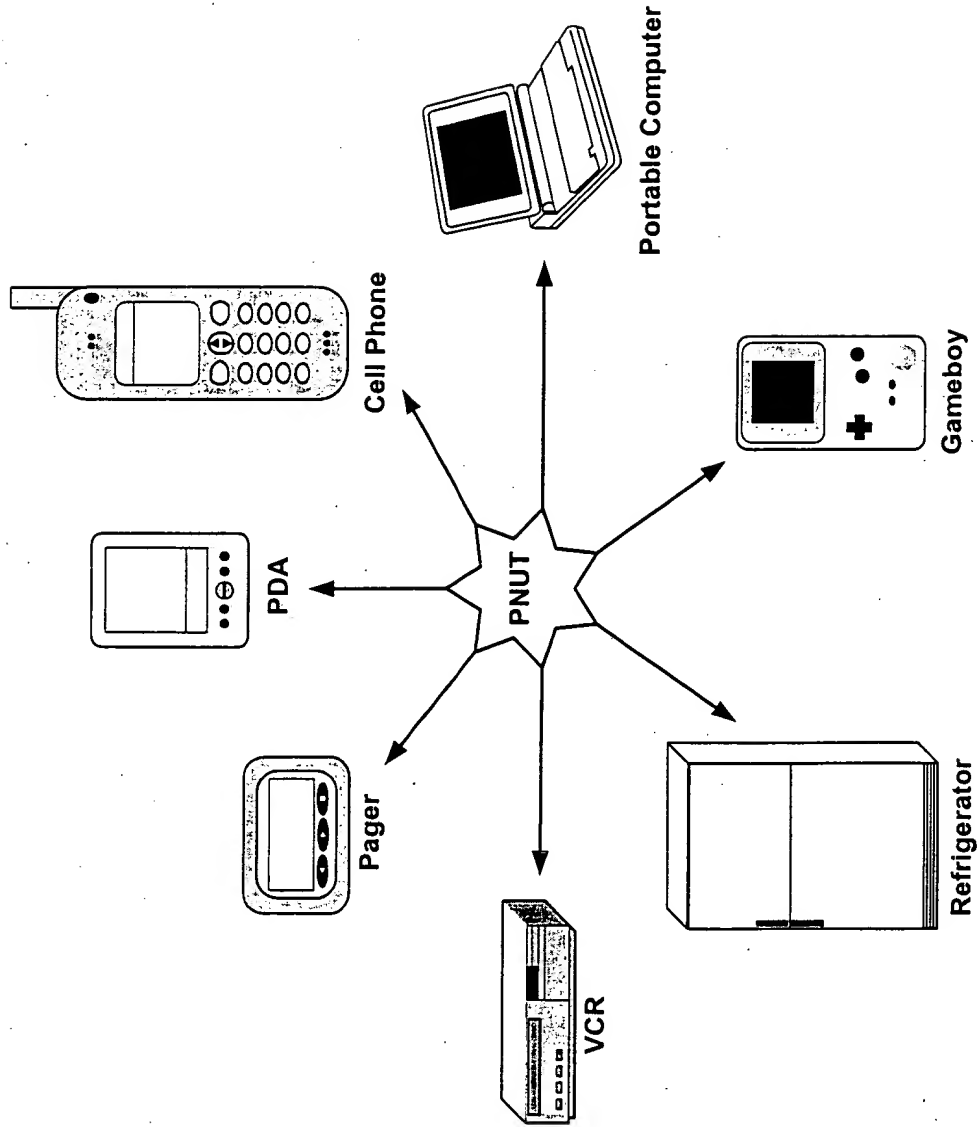 Cell Phone
PDA
Portable Computer
Pager
PNUT
VCR
Gameboy
Refrigerator